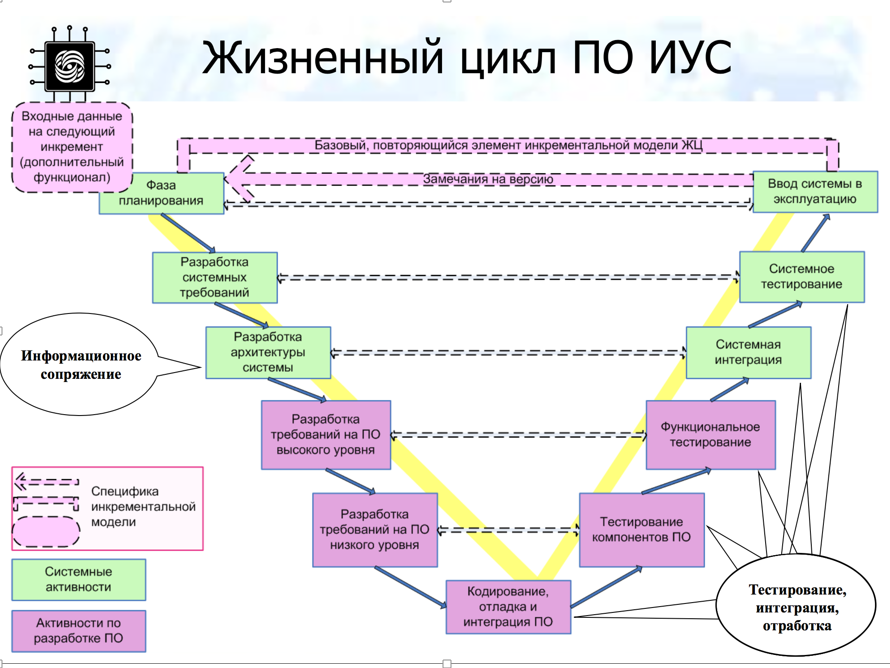 Жизненный цикл ПО ИУС
Входные данные
на следующий
инкремент
(дополнительный
функционал)
Базовый, повторяющийся элемент инкрементальной модели ЖЦ
Замечания на версию
Фаза
планирования
Ввод системы в
эксплуатацию
Разработка
системных
требований
Системное
тестирование
Информационное
сопряжение
Разработка
архитектуры
системы
Системная
интеграция
Разработка
требований на ПО
высокого уровня
Функциональное
тестирование
Специфика
инкрементальной
модели
Разработка
требований на ПО
низкого уровня
Тестирование
компонентов ПО
Системные
активности
Кодирование,
отладка и
интеграция ПО
Тестирование,
интеграция,
отработка
Активности по
разработке ПО